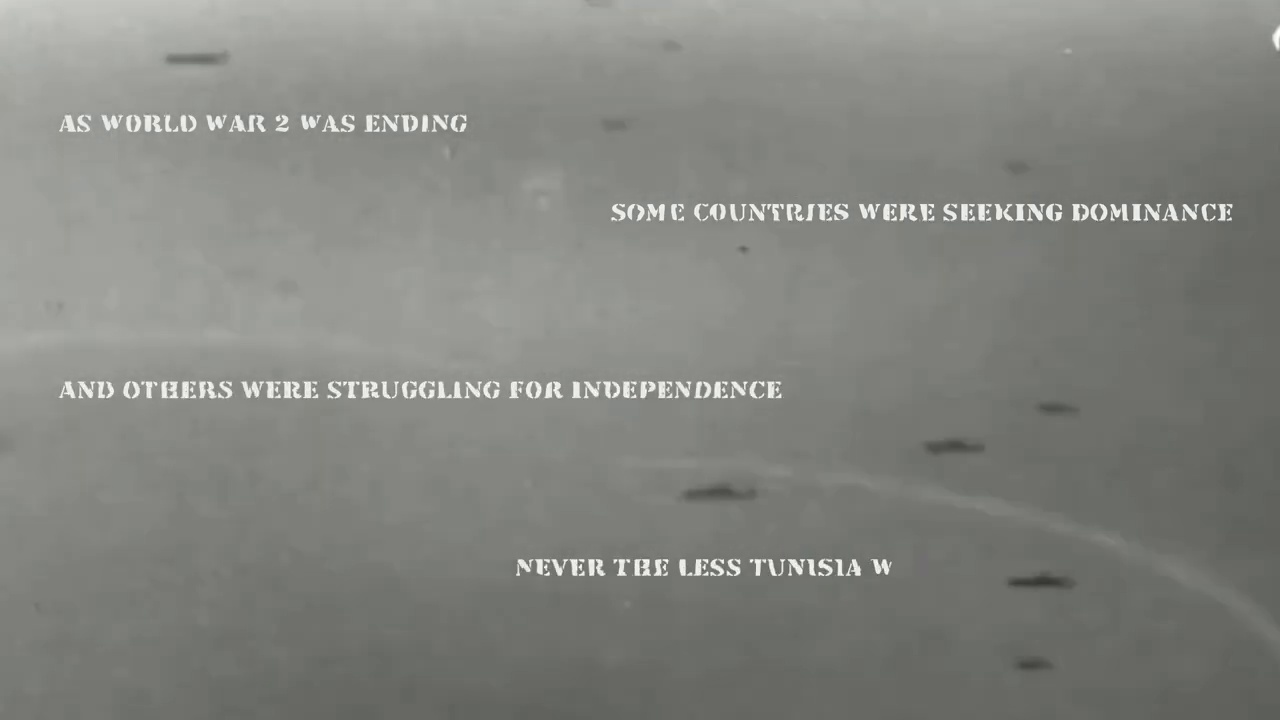 AS WORLD WAR 2 WAS ENDING
SOME COUNTRIES WERE SEEKING DOMINANCE
AND OTHERS WERE STRUGGLING FOR INDEPENDENCE
NEVER THE LESS TUNISIA W